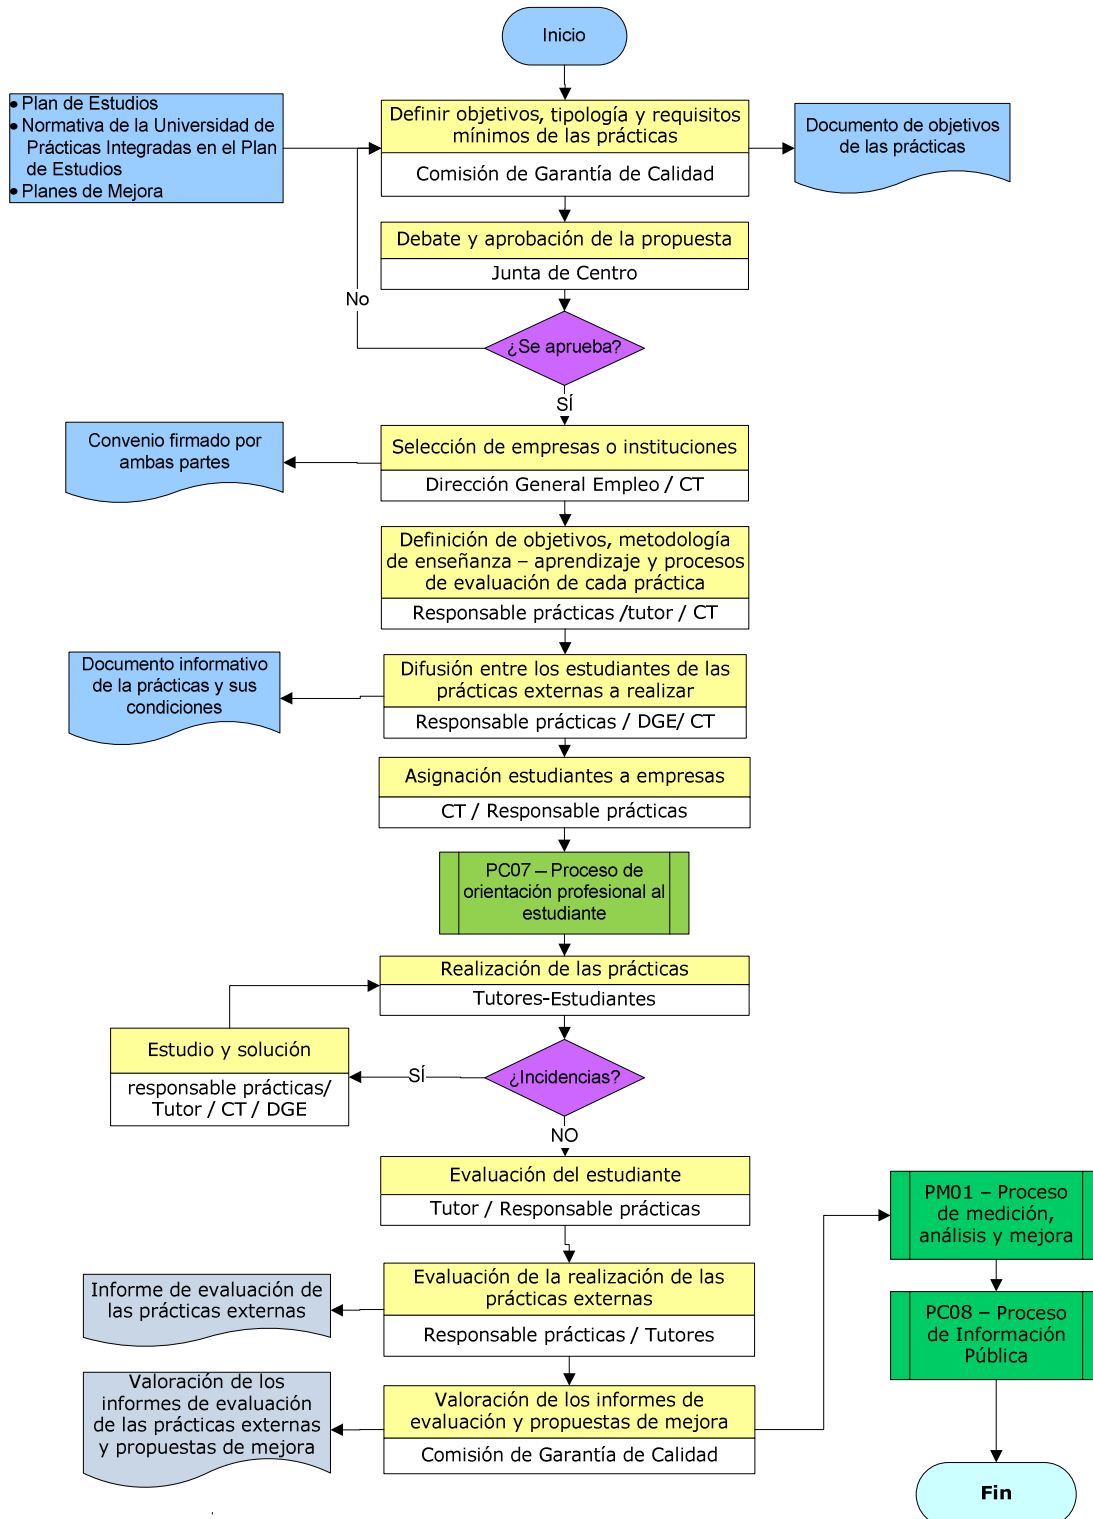 Inicio
• Plan de Estudios
• Normativa de la Universidad de
Prácticas Integradas en el Plan
de Estudios
• Planes de Mejora
Definir objetivos, tipología y requisitos
mínimos de las prácticas
Comisión de Garantía de Calidad
Documento de objetivos
de las prácticas
Debate y aprobación de la propuesta
Junta de Centro
No
¿Se aprueba?
SÍ
Convenio firmado por
ambas partes
Selección de empresas o instituciones
Dirección General Empleo / CT
Definición de objetivos, metodología
de enseñanza – aprendizaje y procesos
de evaluación de cada práctica
Responsable prácticas /tutor / CT
Documento informativo
de la prácticas y sus
condiciones
Difusión entre los estudiantes de las
prácticas externas a realizar
Responsable prácticas / DGE/ CT
Asignación estudiantes a empresas
CT / Responsable prácticas
PC07 – Proceso de
orientación profesional al
estudiante
Realización de las prácticas
Tutores-Estudiantes
Estudio y solución
responsable prácticas/
Tutor / CT / DGE
SÍ
¿Incidencias?
NO
Evaluación del estudiante
Tutor / Responsable prácticas
PM01 – Proceso
de medición,
análisis y mejora
Informe de evaluación de
las prácticas externas
Evaluación de la realización de las
prácticas externas
Responsable prácticas / Tutores
PC08 – Proceso
de Información
Pública
Valoración de los
informes de evaluación
de las prácticas externas
y propuestas de mejora
Valoración de los informes de
evaluación y propuestas de mejora
Comisión de Garantía de Calidad
Fin